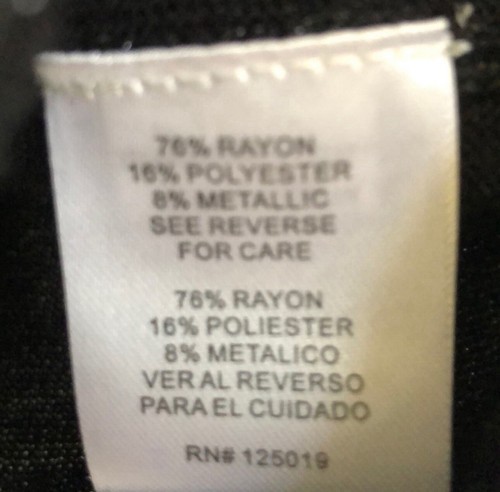 76% RAYON
16% POLYESTER
8% METALLIC
SEE REVERSE
FOR CARE
76% RAYON
16% POLIESTER
8% METALICO
VER AL REVERSO
PARA EL CUIDADO
RN# 125019